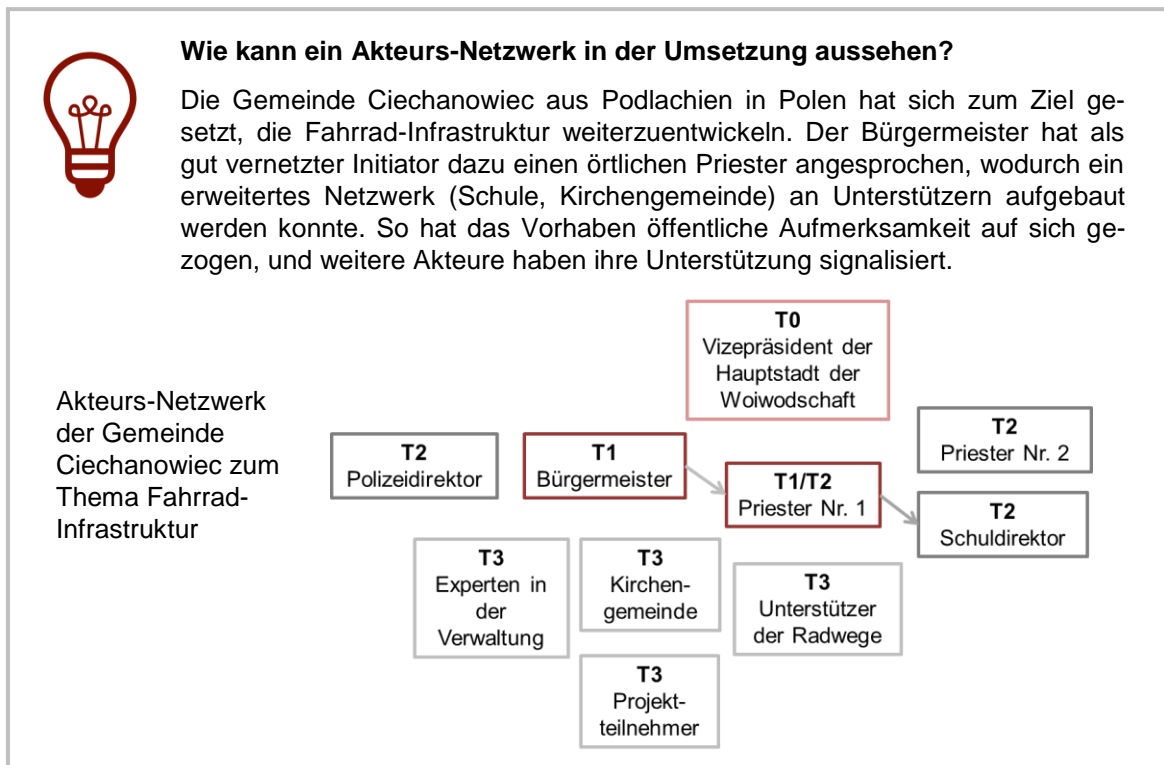 Wie kann ein Akteurs-Netzwerk in der Umsetzung aussehen?
Die Gemeinde Ciechanowiec aus Podlachien in Polen hat sich zum Ziel ge-
setzt, die Fahrrad-Infrastruktur weiterzuentwickeln. Der Bürgermeister hat als
gut vernetzter Initiator dazu einen örtlichen Priester angesprochen, wodurch ein
erweitertes Netzwerk (Schule, Kirchengemeinde) an Unterstützern aufgebaut
werden konnte. So hat das Vorhaben öffentliche Aufmerksamkeit auf sich ge-
zogen, und weitere Akteure haben ihre Unterstützung signalisiert.
Akteurs-Netzwerk
der Gemeinde
Ciechanowiec zum
Thema Fahrrad-
Infrastruktur
T0
Vizepräsident der
Hauptstadt der
Woiwodschaft
T2
Polizeidirektor
T1
Bürgermeister
T1/T2
Priester Nr. 1
T2
Priester Nr. 2
T2
Schuldirektor
T3
Experten in
der
Verwaltung
T3
Kirchen-
gemeinde
T3
Unterstützer
der Radwege
T3
Projekt-
teilnehmer